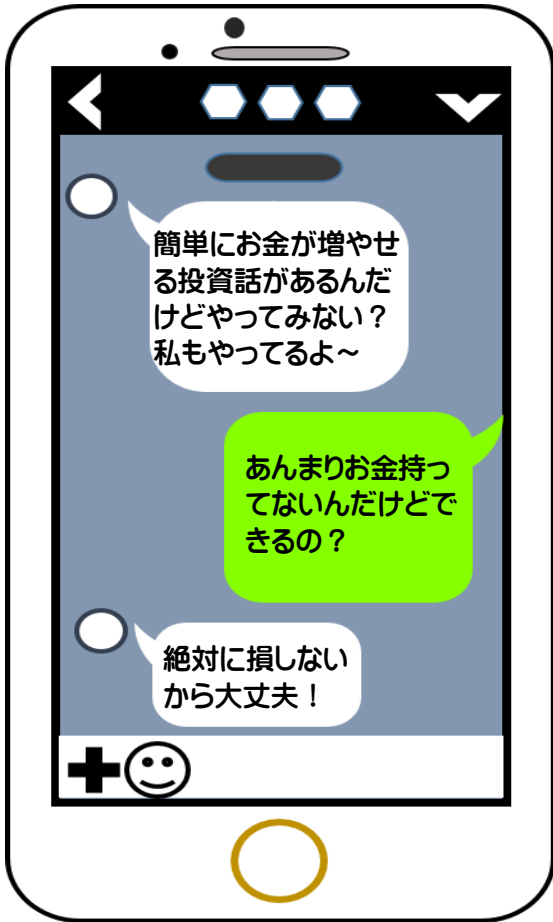 簡単にお金が増やせ
る投資話があるんだ
けどやってみない？
私もやってるよ～
あんまりお金持っ
てないんだけどで
きるの？
絶対に損しない
から大丈夫！